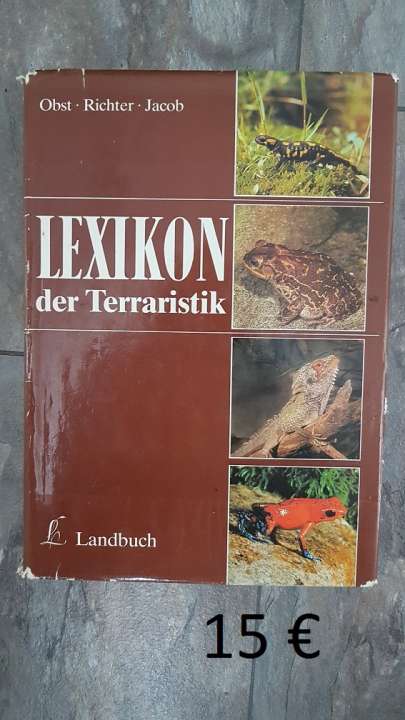 Obst · Richter · Jacob
LEXIKON
der Terraristik
Landbuch
15 €